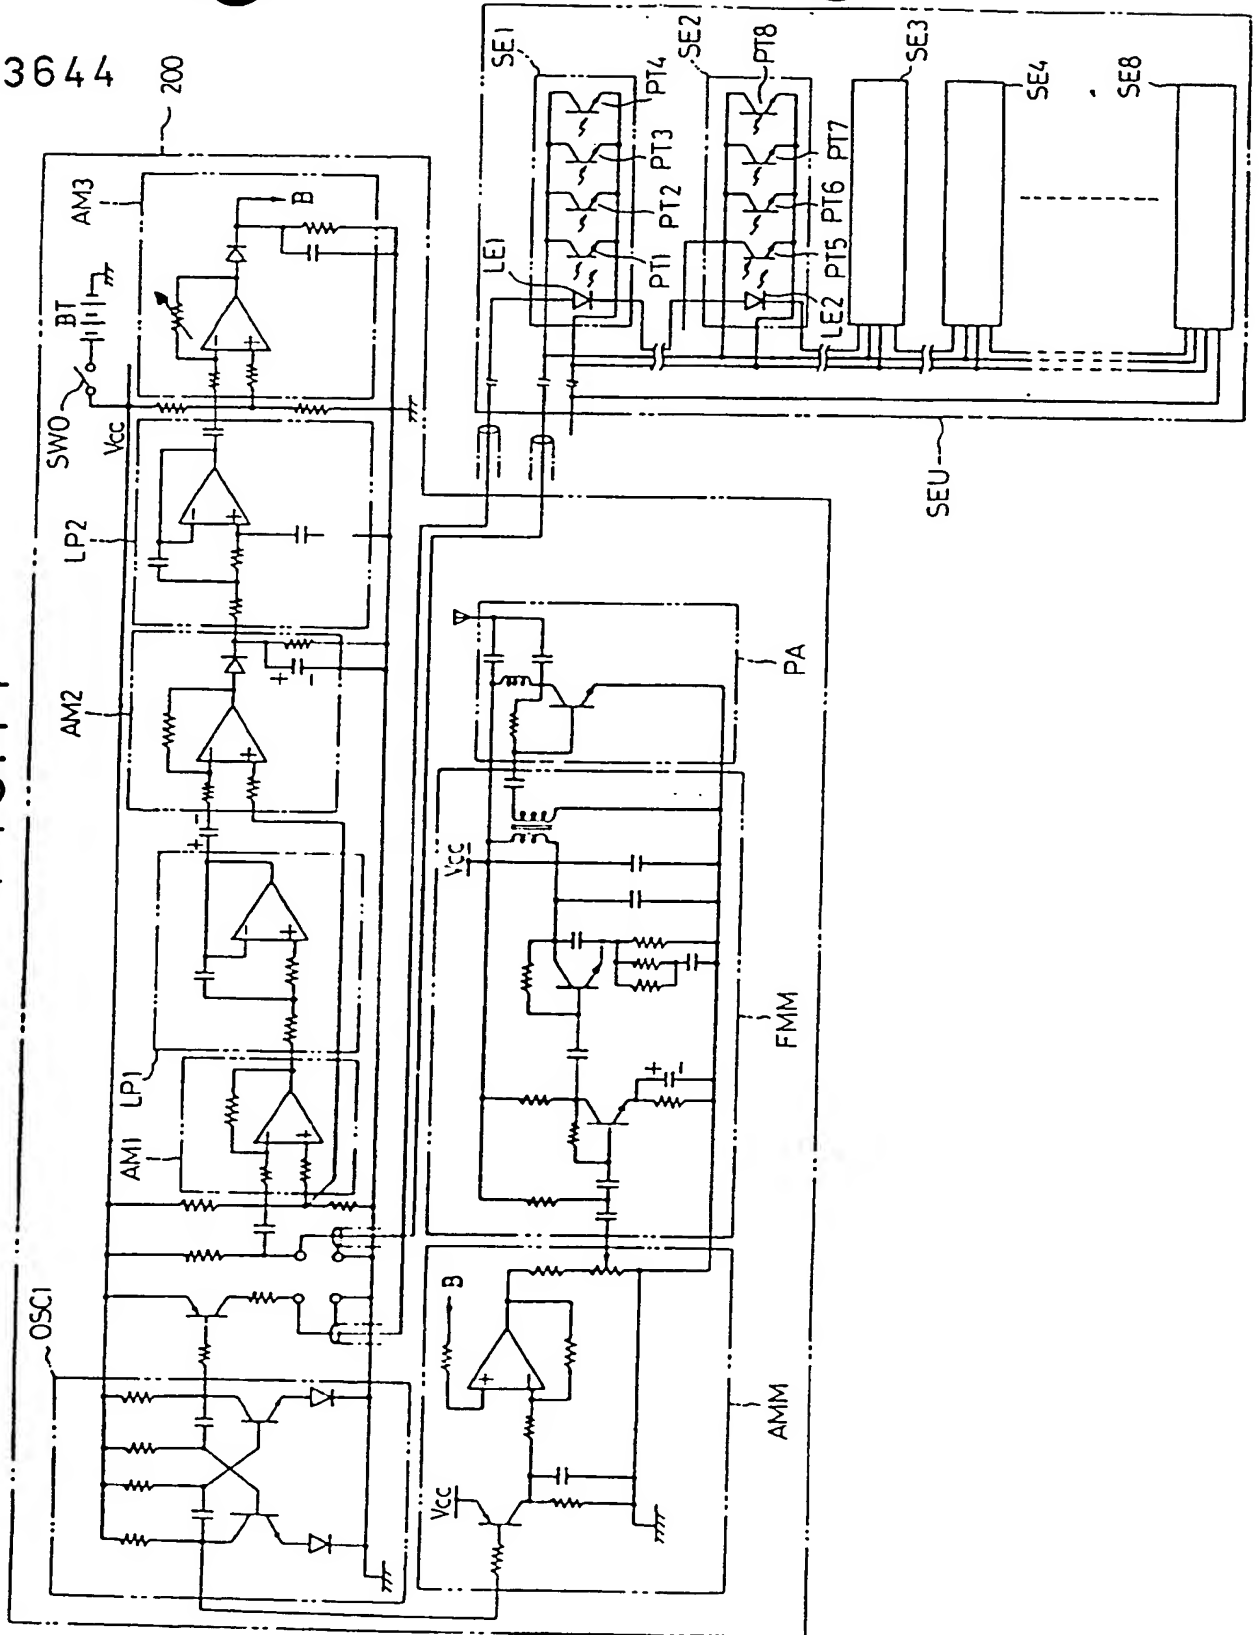 3644
200
AM3
B
BT
SW0
Vcc
LP2
AM2
LP1
AM1
OSC1
SE1
PT4
PT3
PT2
PT1
LE1
SE2
PT8
PT7
PT6
PT5
LE2
SE3
SE4
SE8
SEU
PA
Vcc
FMM
B
Vcc
AMM